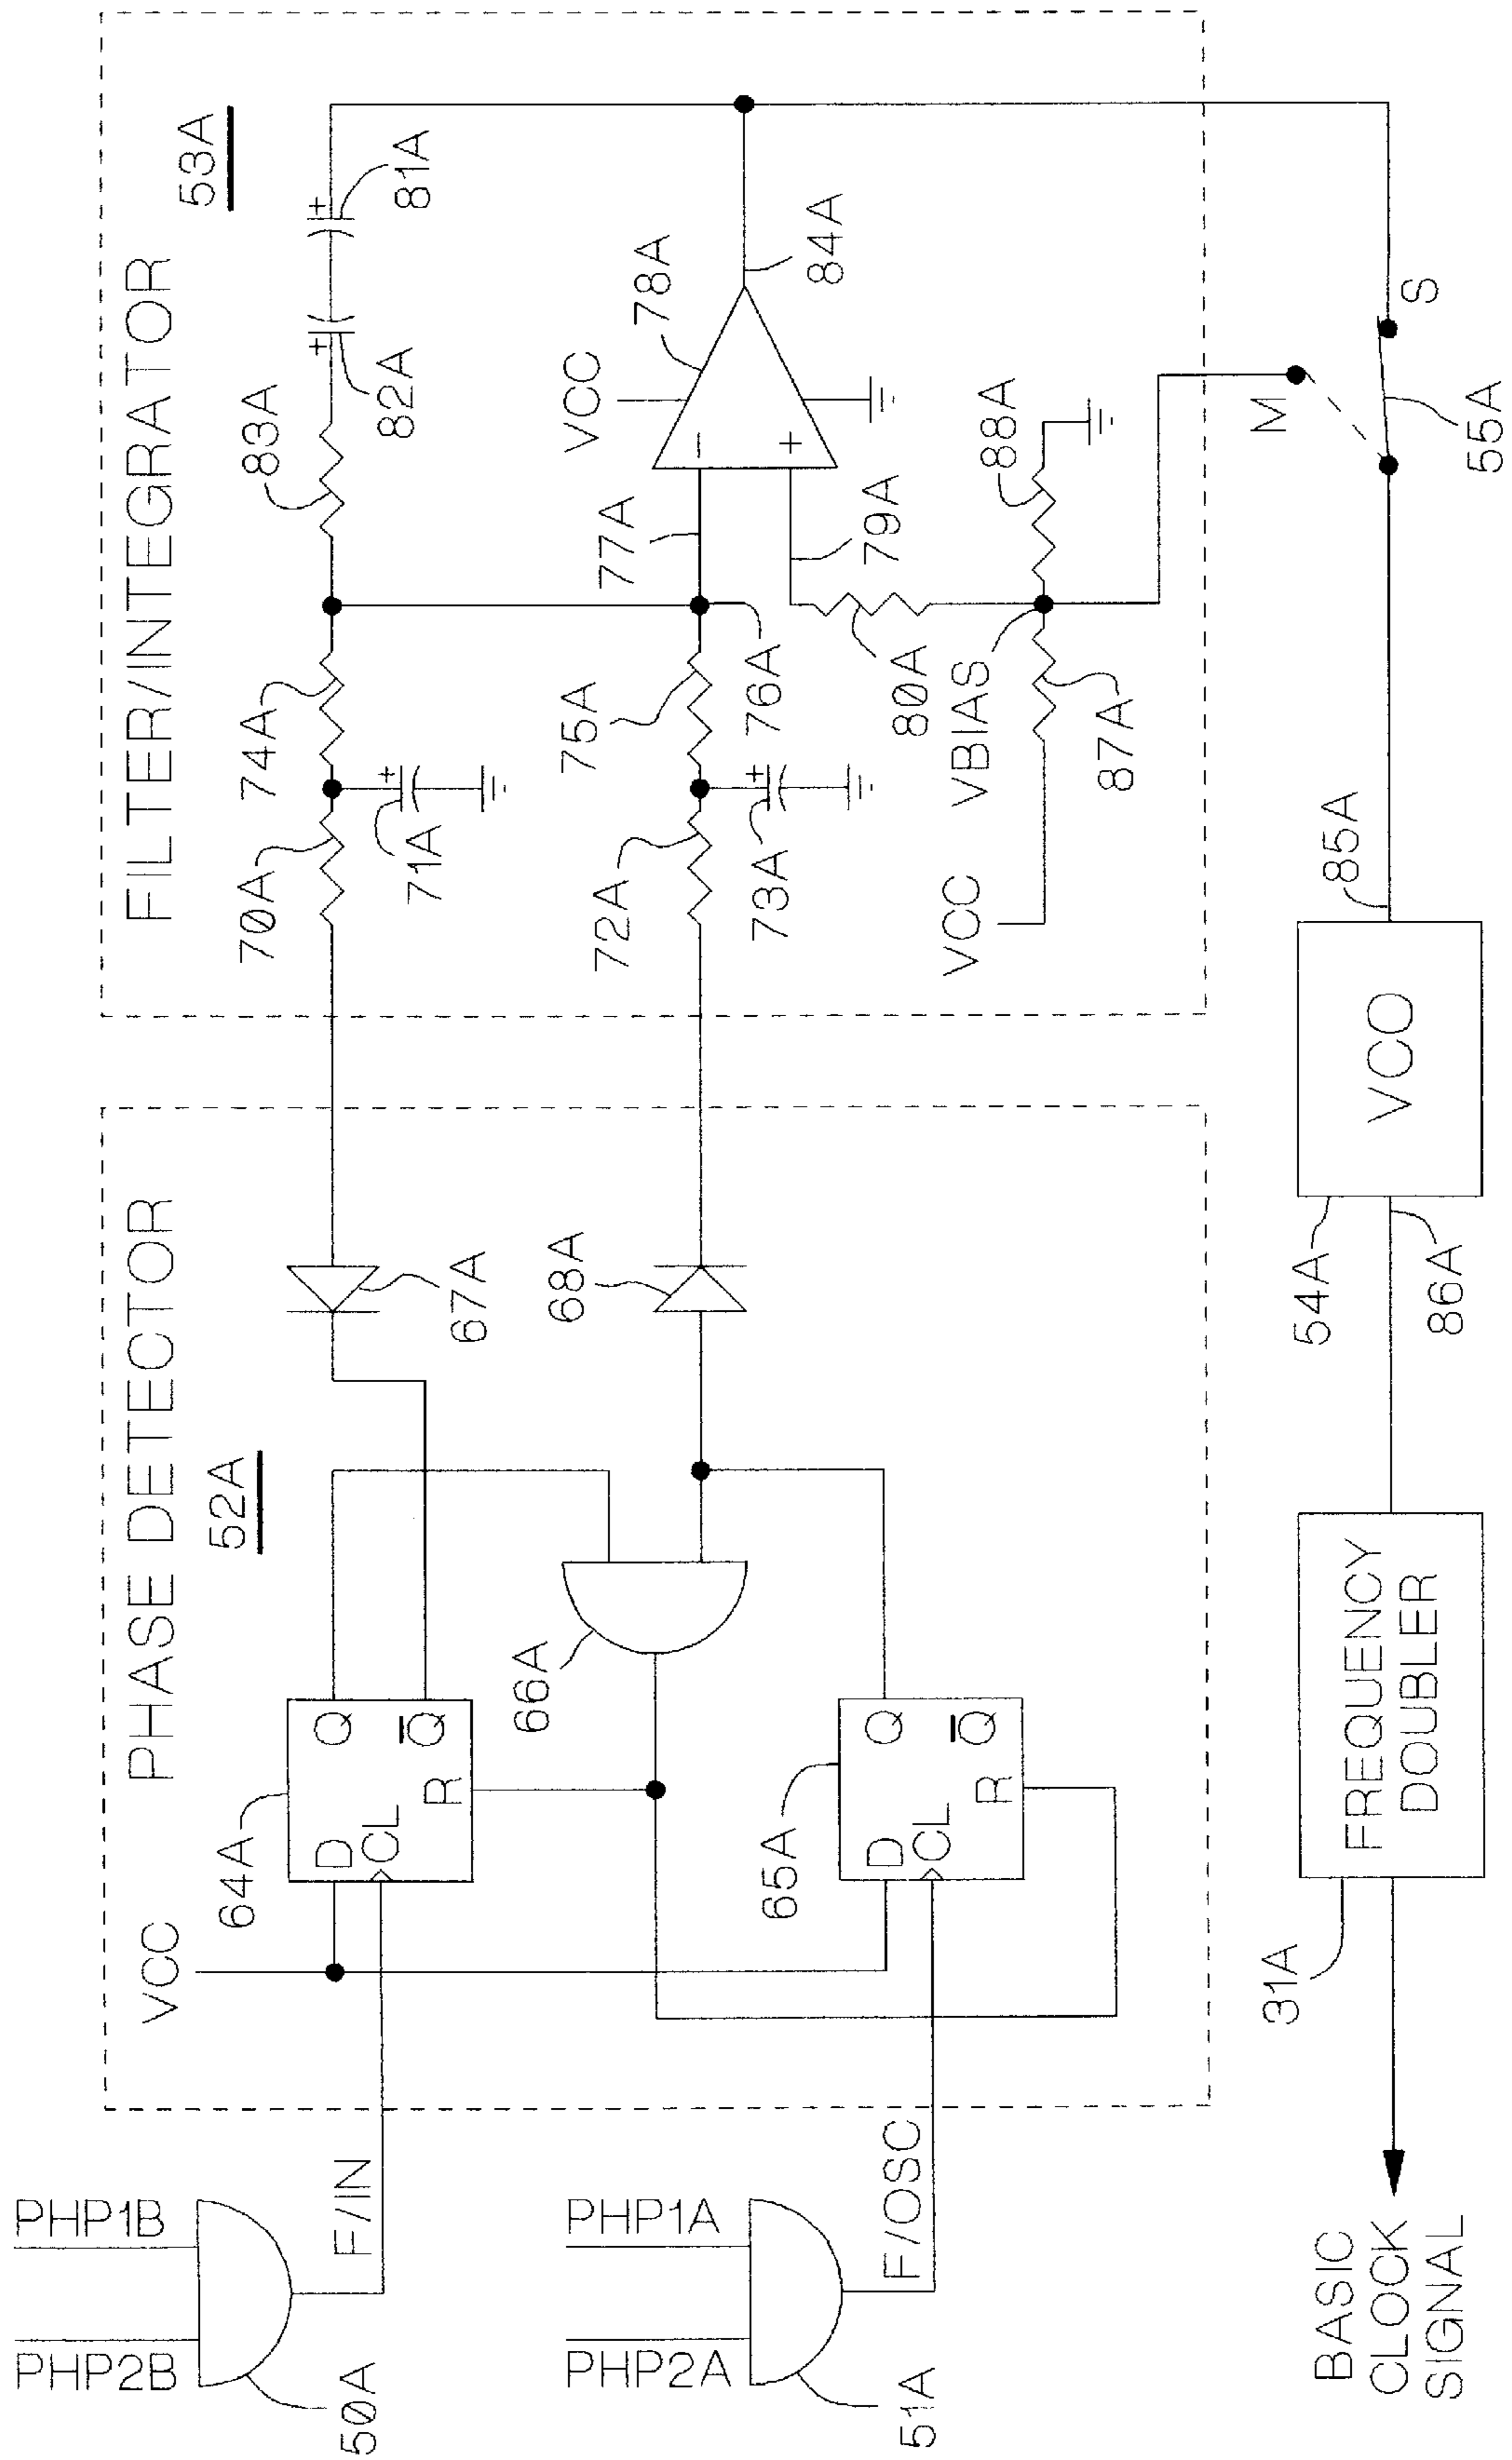 PHP2B
PHP1B
50A
F/IN
PHP2A
PHP1A
51A
F/OSC
PHASE DETECTOR
52A
VCC
64A
D
CL
Q
Q̅
R
66A
65A
D
CL
Q
Q̅
R
67A
68A
FILTER/INTEGRATOR
53A
70A
71A
+
74A
83A
82A
+
81A
+
72A
73A
+
75A
76A
77A
VCC
78A
−
+
84A
79A
80A
VBIAS
VCC
87A
88A
M
S
55A
85A
VCO
54A
86A
FREQUENCY
DOUBLER
31A
BASIC
CLOCK
SIGNAL